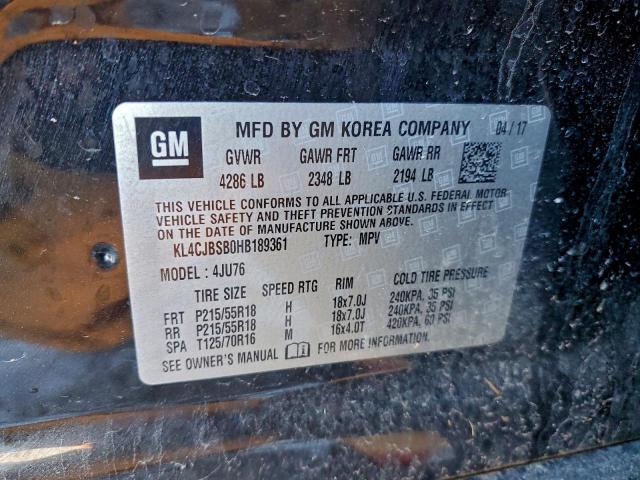 GM MFD BY GM KOREA COMPANY 04/17
GVWR GAWR FRT GAWR RR
4286 LB 2348 LB 2194 LB
THIS VEHICLE CONFORMS TO ALL APPLICABLE U.S. FEDERAL MOTOR
VEHICLE SAFETY AND THEFT PREVENTION STANDARDS IN EFFECT
ON THE DATE OF MANUFACTURE SHOWN ABOVE.
KL4CJBSB0HB189361 TYPE: MPV
MODEL: 4JU76
TIRE SIZE SPEED RTG RIM COLD TIRE PRESSURE
FRT P215/55R18 H 18x7.0J 240KPA, 35 PSI
RR P215/55R18 H 18x7.0J 240KPA, 35 PSI
SPA T125/70R16 M 16x4.0T 420KPA, 60 PSI
SEE OWNER'S MANUAL FOR MORE INFORMATION.